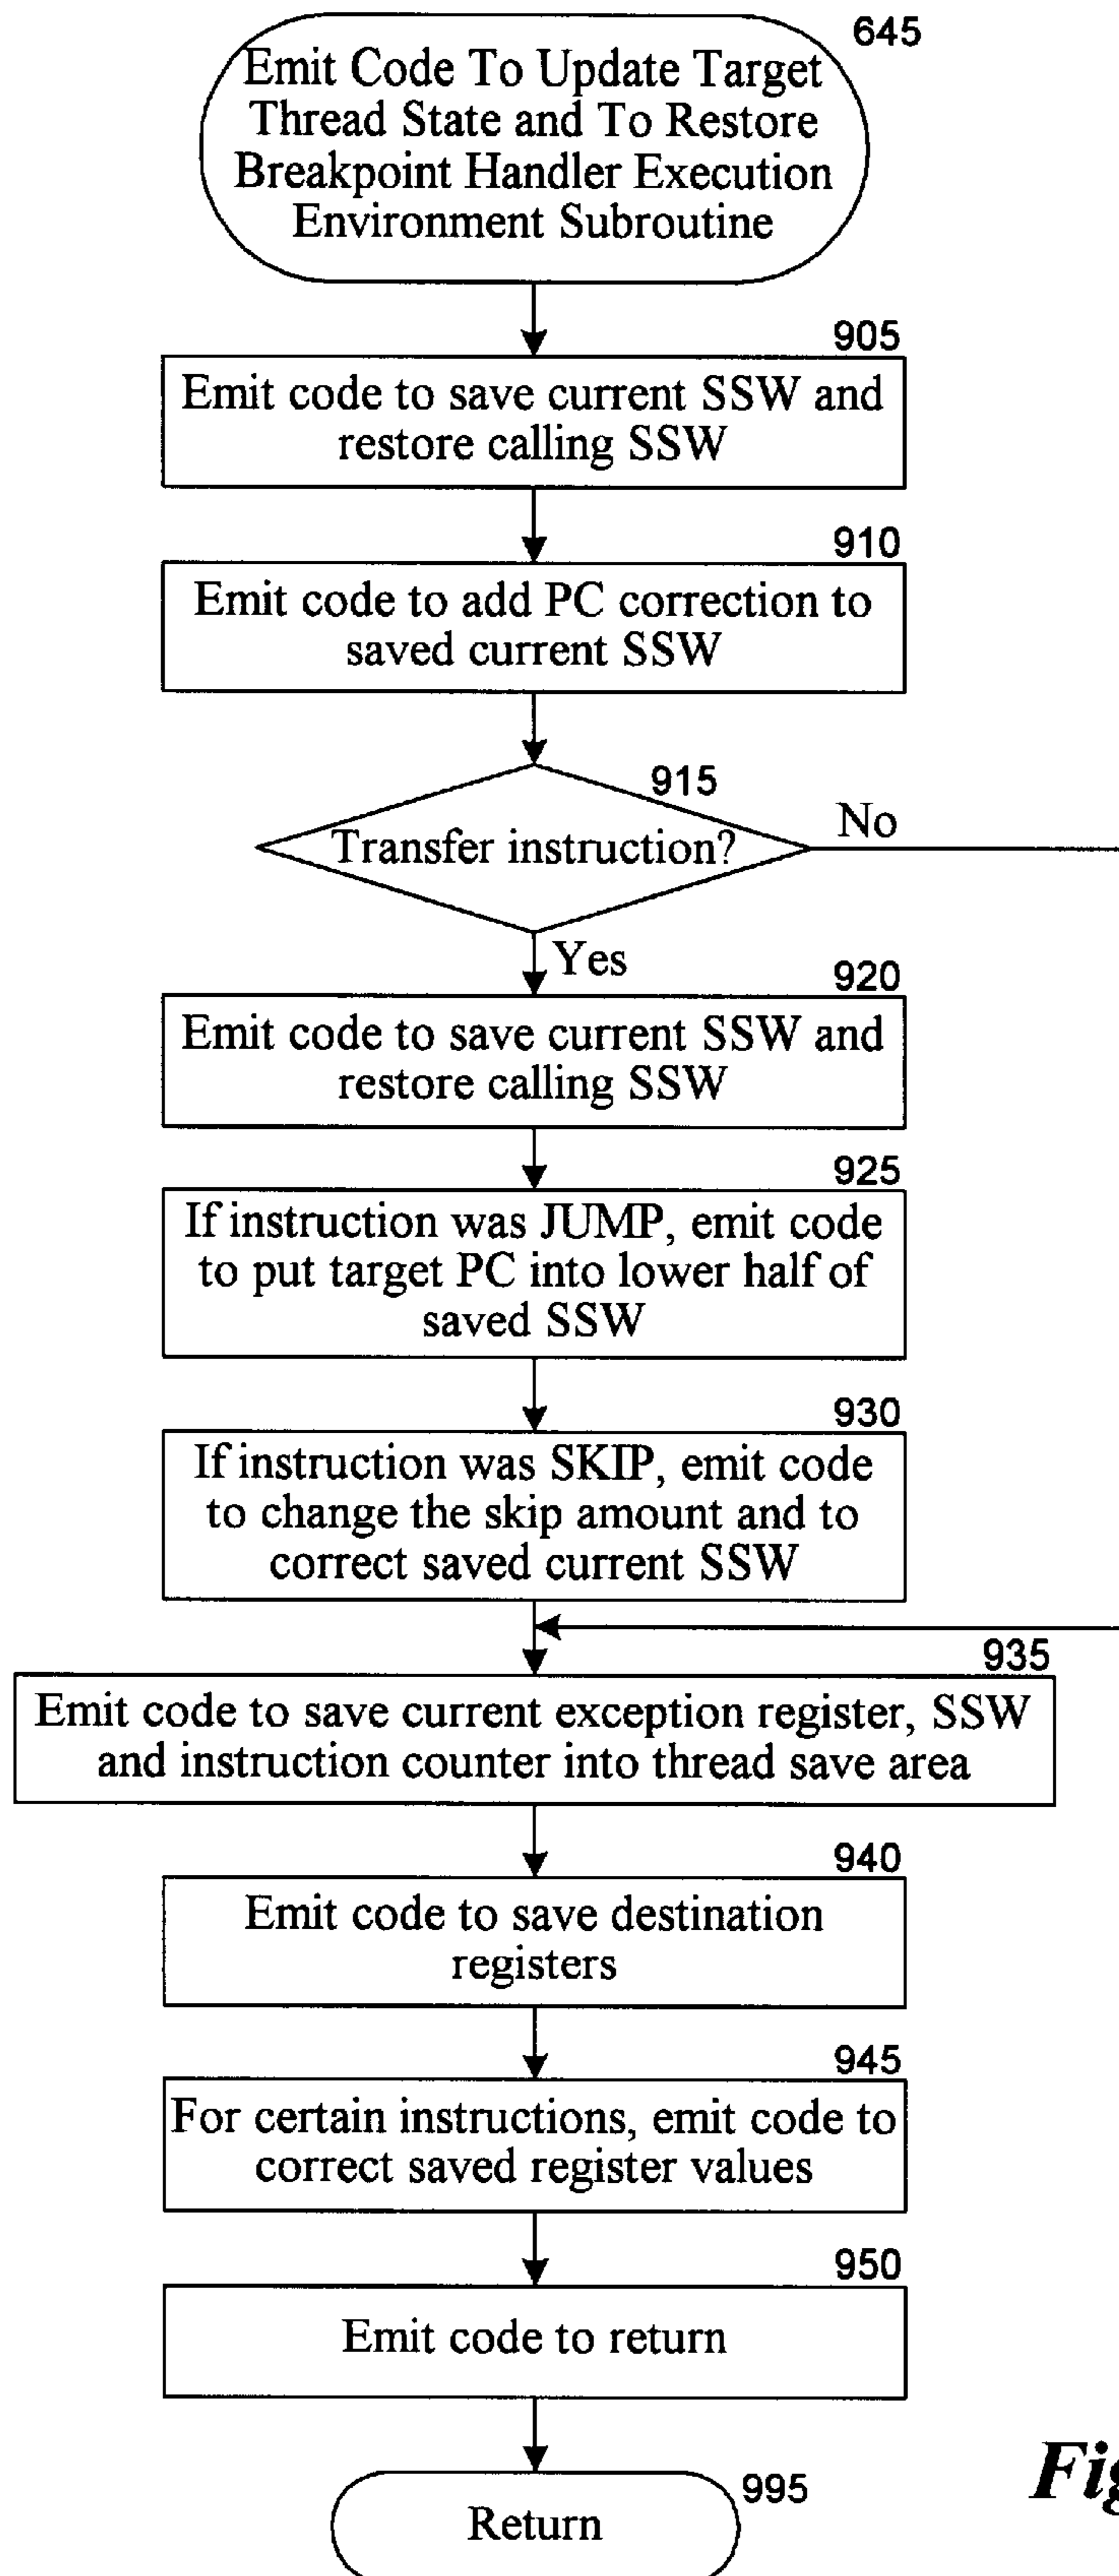 645
Emit Code To Update Target
Thread State and To Restore
Breakpoint Handler Execution
Environment Subroutine
905
Emit code to save current SSW and
restore calling SSW
910
Emit code to add PC correction to
saved current SSW
915
Transfer instruction?
No
Yes
920
Emit code to save current SSW and
restore calling SSW
925
If instruction was JUMP, emit code
to put target PC into lower half of
saved SSW
930
If instruction was SKIP, emit code
to change the skip amount and to
correct saved current SSW
935
Emit code to save current exception register, SSW
and instruction counter into thread save area
940
Emit code to save destination
registers
945
For certain instructions, emit code to
correct saved register values
950
Emit code to return
995
Return